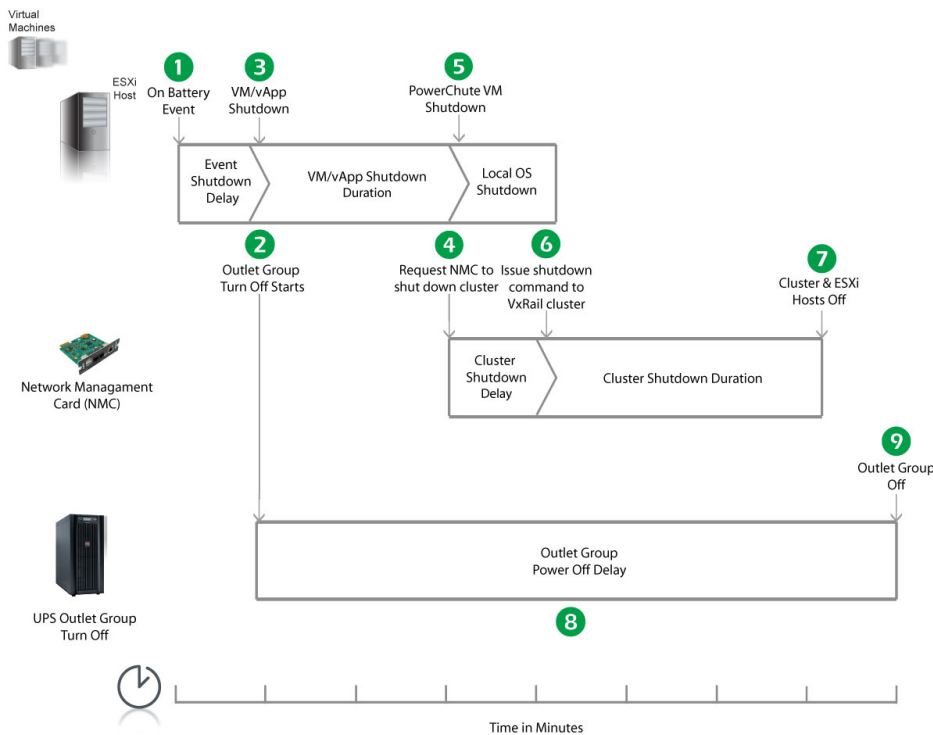 Virtual
Machines
ESXi
Host
1
On Battery
Event
3
VM/vApp
Shutdown
5
PowerChute VM
Shutdown
Event
Shutdown
Delay
VM/vApp Shutdown
Duration
Local OS
Shutdown
2
Outlet Group
Turn Off Starts
4
Request NMC to
shut down cluster
6
Issue shutdown
command to
VxRail cluster
7
Cluster & ESXi
Hosts Off
Network Managament
Card (NMC)
Cluster
Shutdown
Delay
Cluster Shutdown Duration
9
Outlet Group
Off
UPS Outlet Group
Turn Off
Outlet Group
Power Off Delay
8
Time in Minutes